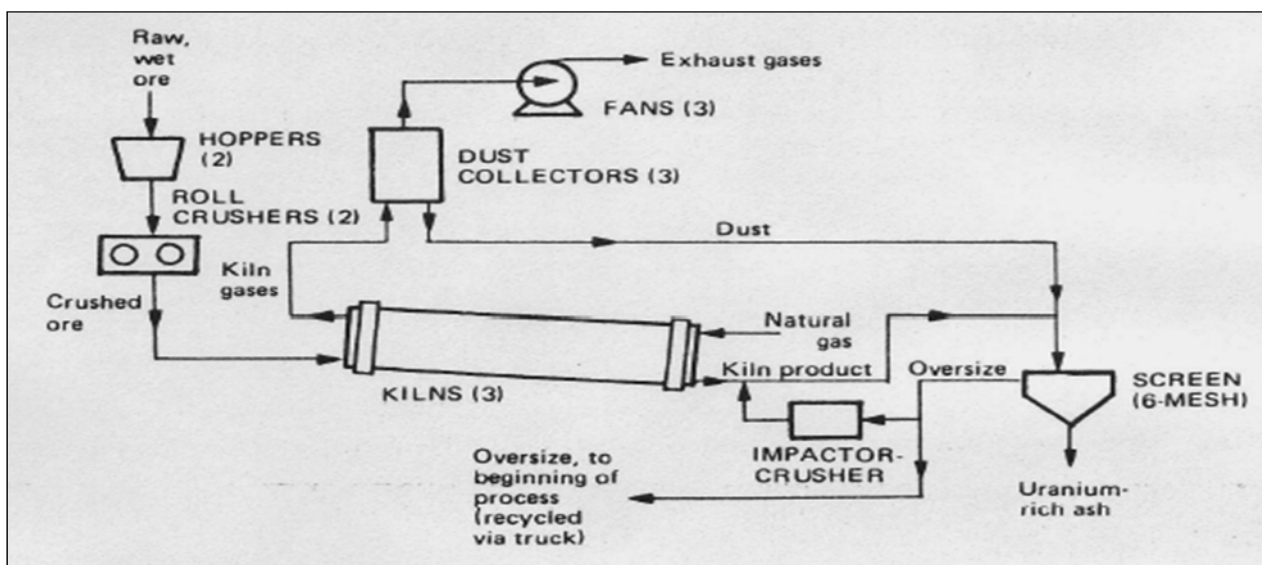 Raw,
wet
ore
HOPPERS
(2)
ROLL
CRUSHERS (2)
Crushed
ore
Kiln
gases
DUST
COLLECTORS (3)
FANS (3)
Exhaust gases
Dust
KILNS (3)
Natural
gas
Kiln product
Oversize
SCREEN
(6-MESH)
IMPACTOR-
CRUSHER
Oversize, to
beginning of
process
(recycled
via truck)
Uranium-
rich ash